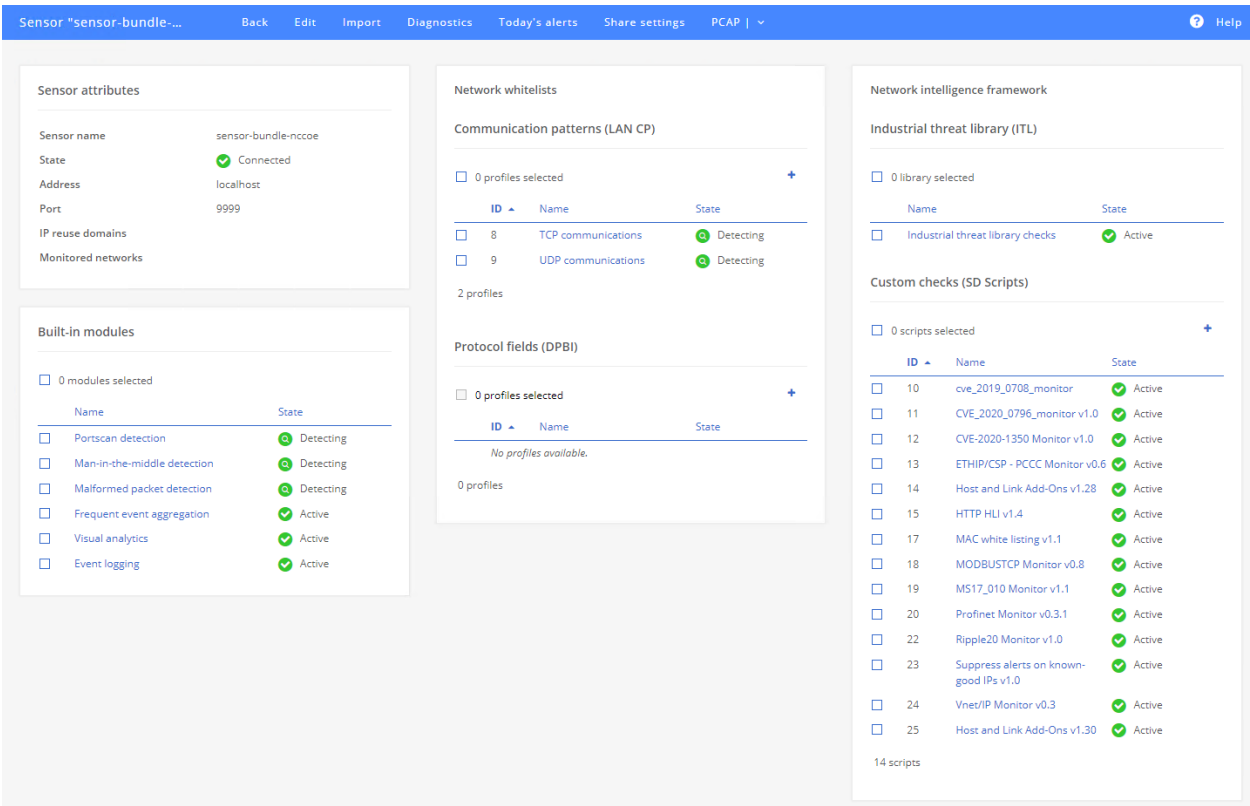 Sensor "sensor-bundle-... Back Edit Import Diagnostics Today's alerts Share settings PCAP | Help
Sensor attributes
Sensor name sensor-bundle-nccoe
State Connected
Address localhost
Port 9999
IP reuse domains
Monitored networks
Built-in modules
0 modules selected
Name State
Portscan detection Detecting
Man-in-the-middle detection Detecting
Malformed packet detection Detecting
Frequent event aggregation Active
Visual analytics Active
Event logging Active
Network whitelists
Communication patterns (LAN CP)
0 profiles selected +
ID Name State
8 TCP communications Detecting
9 UDP communications Detecting
2 profiles
Protocol fields (DPBI)
0 profiles selected +
ID Name State
No profiles available.
0 profiles
Network intelligence framework
Industrial threat library (ITL)
0 library selected
Name State
Industrial threat library checks Active
Custom checks (SD Scripts)
0 scripts selected +
ID Name State
10 cve_2019_0708_monitor Active
11 CVE_2020_0796_monitor v1.0 Active
12 CVE-2020-1350 Monitor v1.0 Active
13 ETHIP/CSP - PCCC Monitor v0.6 Active
14 Host and Link Add-Ons v1.28 Active
15 HTTP HLI v1.4 Active
17 MAC white listing v1.1 Active
18 MODBUSTCP Monitor v0.8 Active
19 MS17_010 Monitor v1.1 Active
20 Profinet Monitor v0.3.1 Active
22 Ripple20 Monitor v1.0 Active
23 Suppress alerts on known- Active
good IPs v1.0
24 Vnet/IP Monitor v0.3 Active
25 Host and Link Add-Ons v1.30 Active
14 scripts